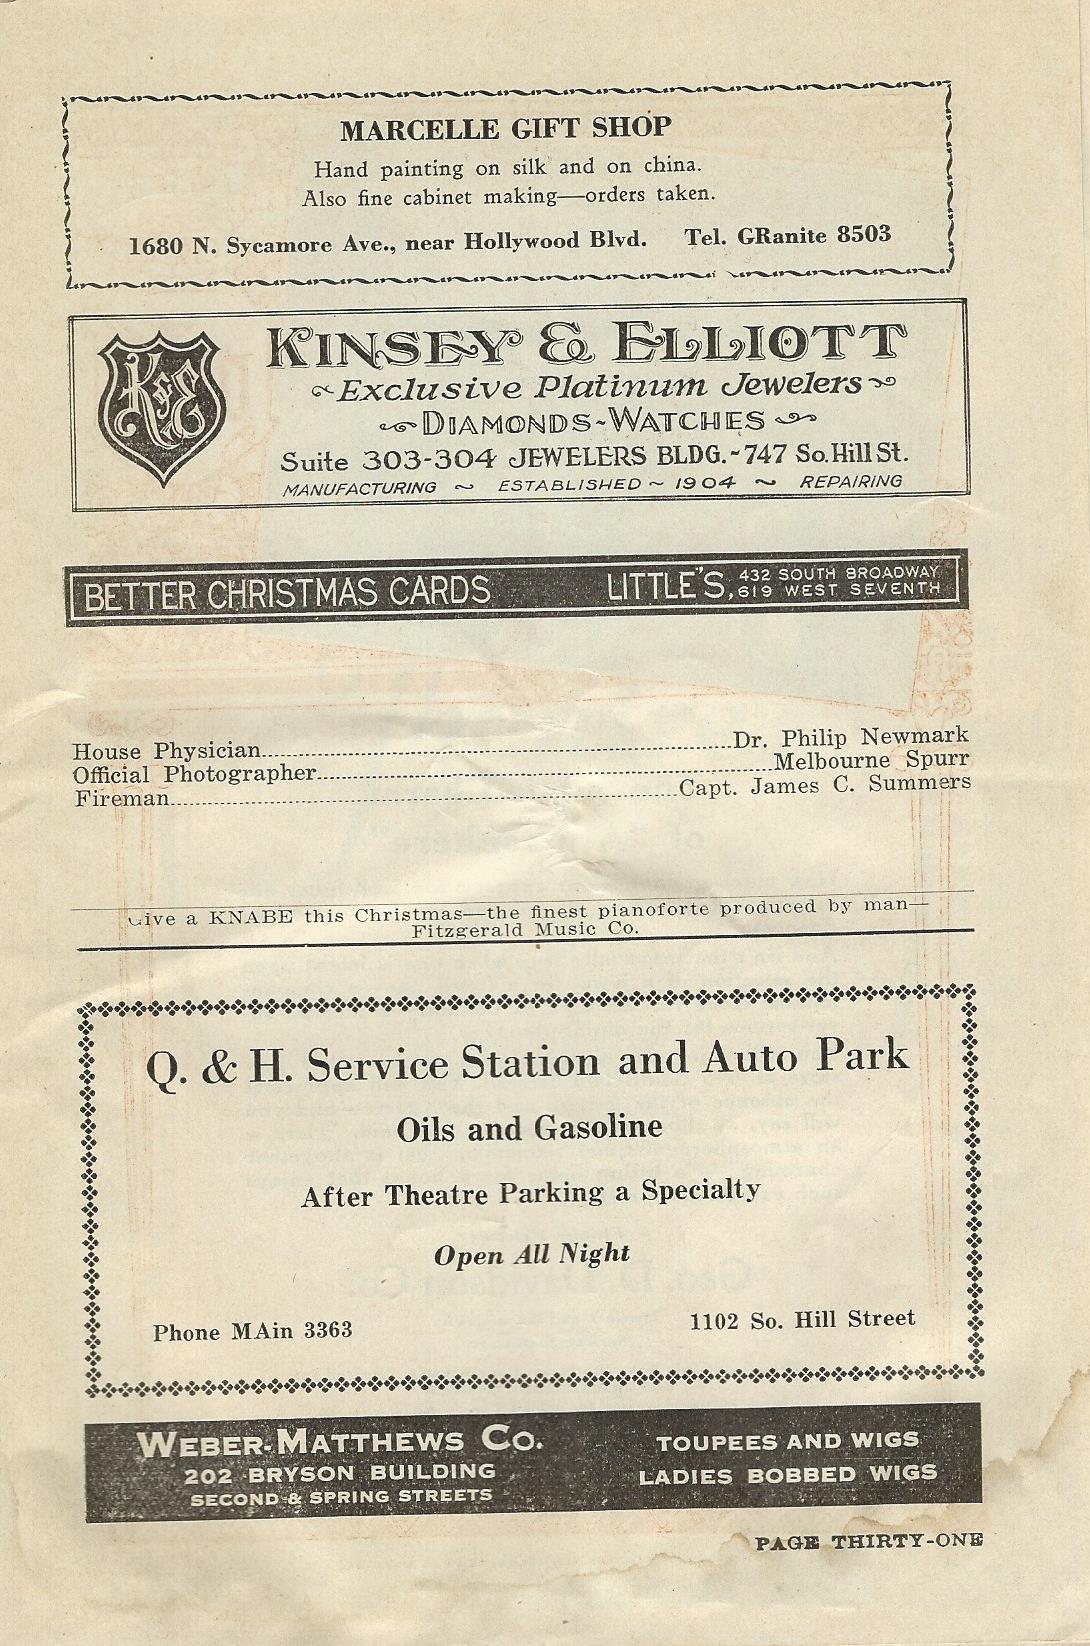 MARCELLE GIFT SHOP
Hand painting on silk and on china.
Also fine cabinet making—orders taken.
1680 N. Sycamore Ave., near Hollywood Blvd. Tel. GRanite 8503
K&E
KINSEY & ELLIOTT
Exclusive Platinum Jewelers
DIAMONDS~WATCHES
Suite 303-304 JEWELERS BLDG.~747 So. Hill St.
MANUFACTURING ~ ESTABLISHED ~ 1904 ~ REPAIRING
BETTER CHRISTMAS CARDS LITTLE'S, 432 SOUTH BROADWAY
619 WEST SEVENTH
House Physician Dr. Philip Newmark
Official Photographer Melbourne Spurr
Fireman Capt. James C. Summers
Give a KNABE this Christmas—the finest pianoforte produced by man—
Fitzgerald Music Co.
Q. & H. Service Station and Auto Park
Oils and Gasoline
After Theatre Parking a Specialty
Open All Night
Phone MAin 3363 1102 So. Hill Street
WEBER-MATTHEWS CO.
202 BRYSON BUILDING
SECOND & SPRING STREETS
TOUPEES AND WIGS
LADIES BOBBED WIGS
PAGE THIRTY-ONE